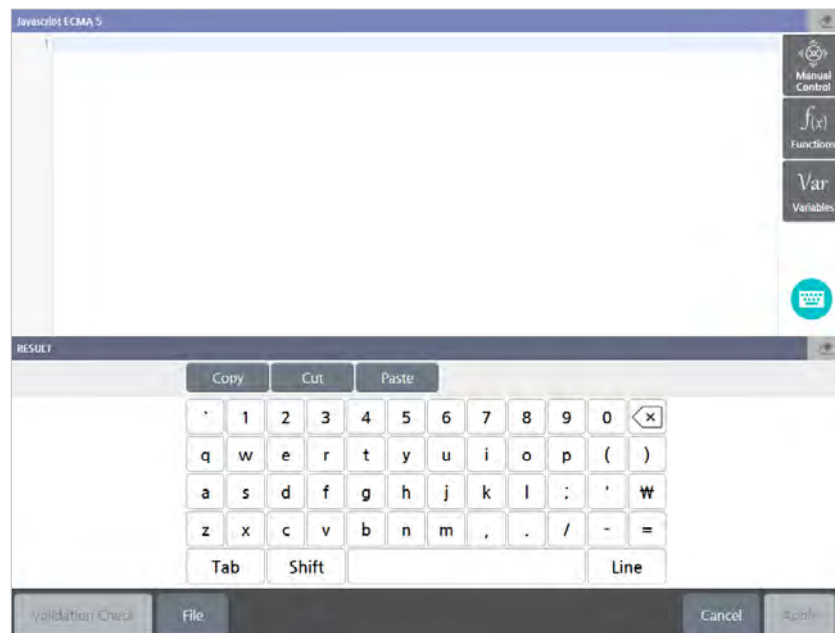 Javascript ECMA 5
1
Manual
Control
f(x)
Functions
Var
Variables
RESULT
Copy Cut Paste
` 1 2 3 4 5 6 7 8 9 0 ×
q w e r t y u i o p ( )
a s d f g h j k l ; ' ₩
z x c v b n m , . / - =
Tab Shift Line
Validation Check File Cancel Apply